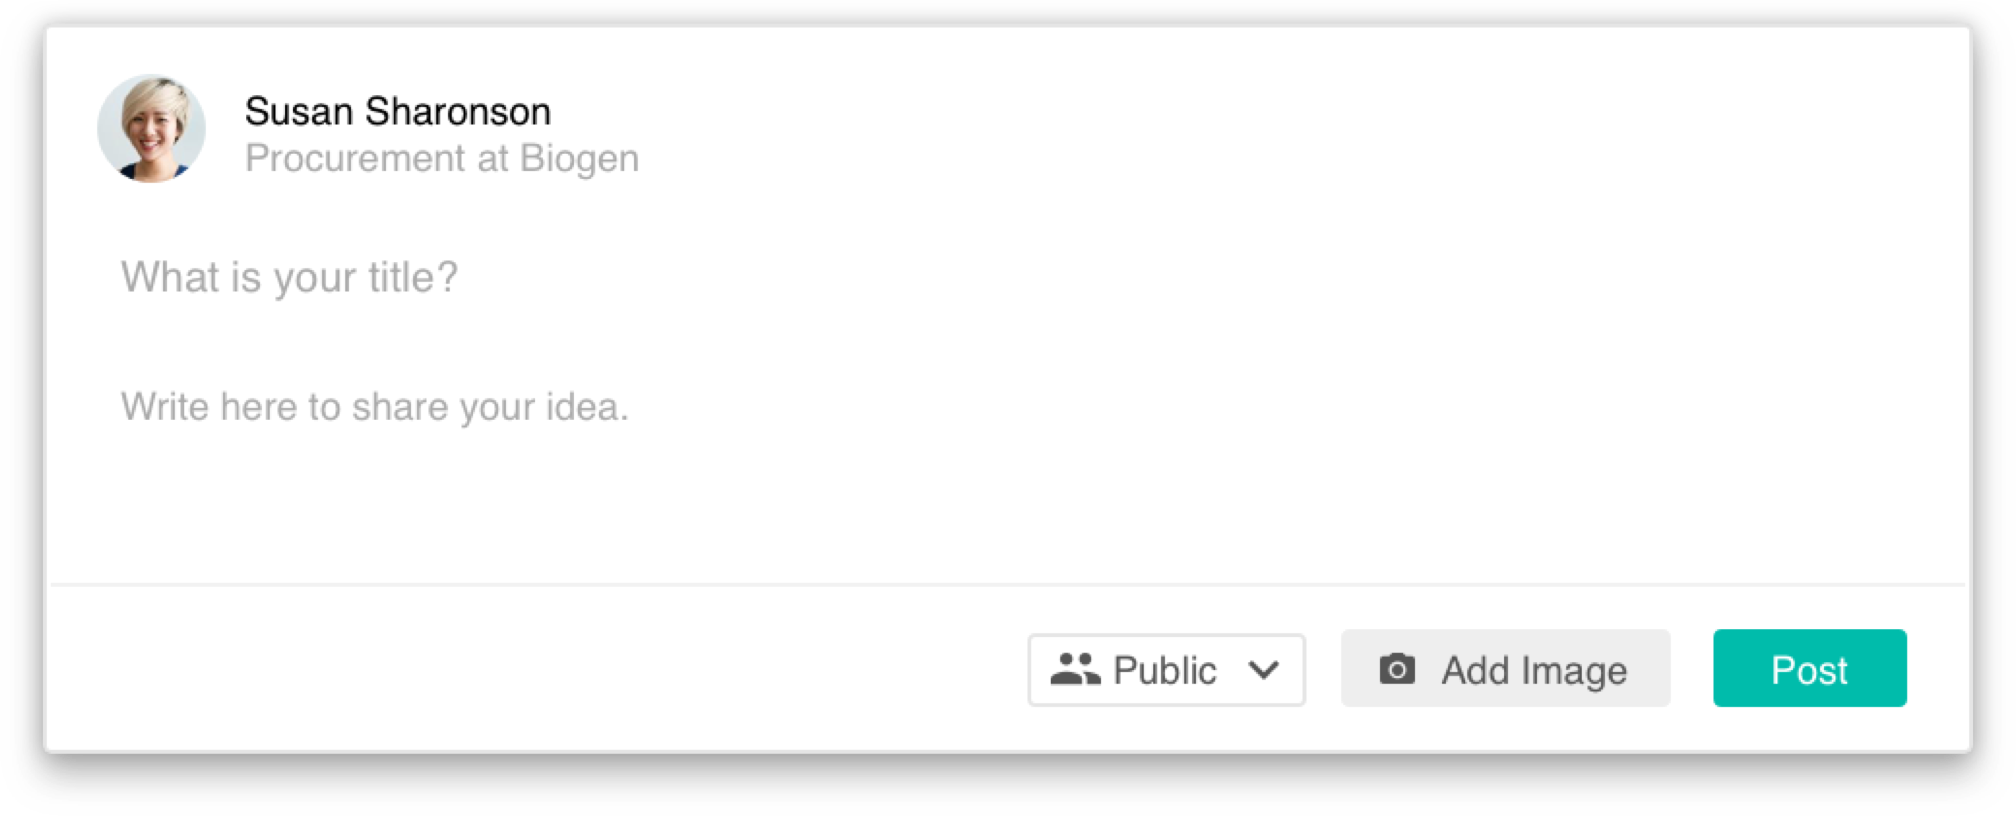 Susan Sharonson
Procurement at Biogen
What is your title?
Write here to share your idea.
Public
Add Image
Post